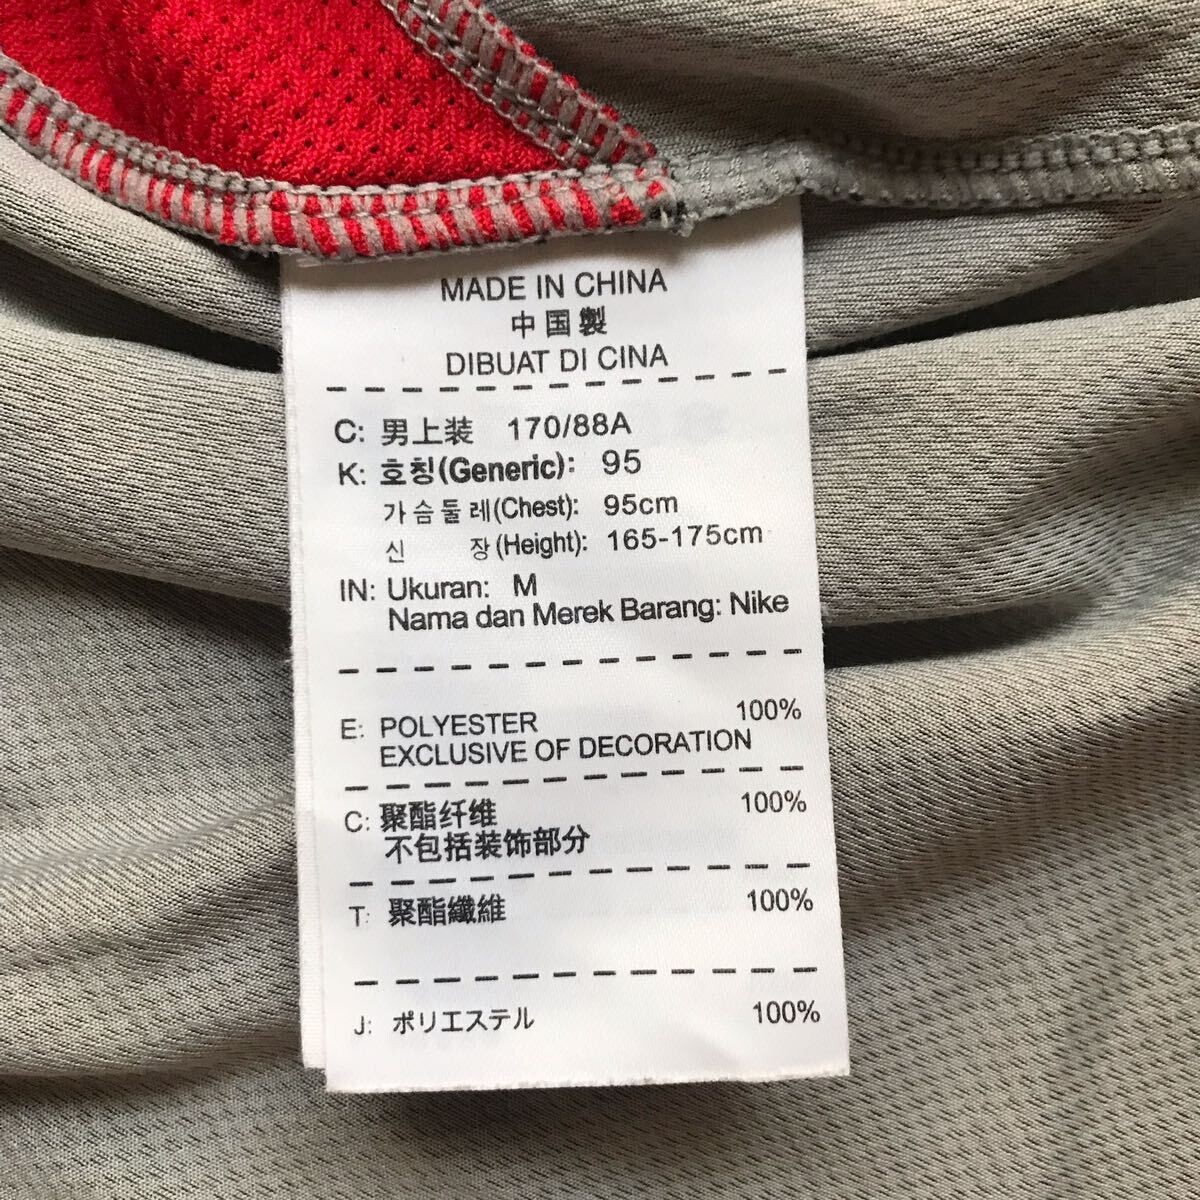 MADE IN CHINA
中国製
DIBUAT DI CINA
C: 男上装 170/88A
K: 호칭(Generic): 95
가슴둘레(Chest): 95cm
신 장(Height): 165-175cm
IN: Ukuran: M
Nama dan Merek Barang: Nike
E: POLYESTER 100%
EXCLUSIVE OF DECORATION
C: 聚酯纤维 100%
不包括装饰部分
T: 聚酯纖維 100%
J: ポリエステル 100%